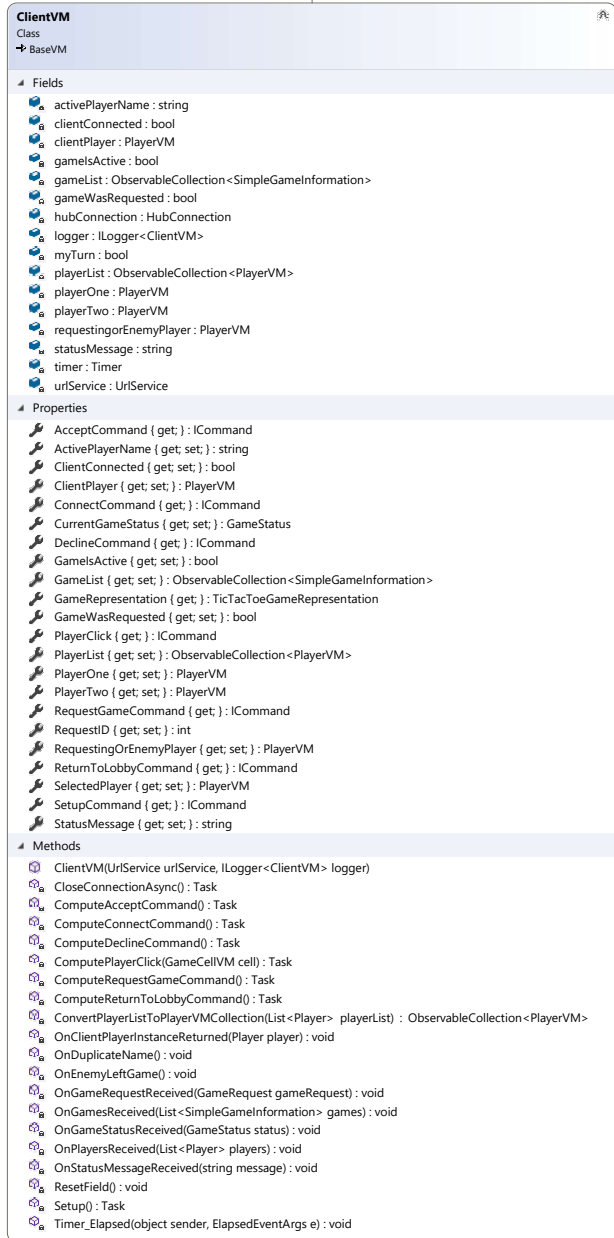 ClientVM
Class
BaseVM
Fields
activePlayerName : string
clientConnected : bool
clientPlayer : PlayerVM
gameIsActive : bool
gameList : ObservableCollection<SimpleGameInformation>
gameWasRequested : bool
hubConnection : HubConnection
logger : ILogger<ClientVM>
myTurn : bool
playerList : ObservableCollection<PlayerVM>
playerOne : PlayerVM
playerTwo : PlayerVM
requestingorEnemyPlayer : PlayerVM
statusMessage : string
timer : Timer
urlService : UrlService
Properties
AcceptCommand { get; } : ICommand
ActivePlayerName { get; set; } : string
ClientConnected { get; set; } : bool
ClientPlayer { get; set; } : PlayerVM
ConnectCommand { get; } : ICommand
CurrentGameStatus { get; set; } : GameStatus
DeclineCommand { get; } : ICommand
GameIsActive { get; set; } : bool
GameList { get; set; } : ObservableCollection<SimpleGameInformation>
GameRepresentation { get; } : TicTacToeGameRepresentation
GameWasRequested { get; set; } : bool
PlayerClick { get; } : ICommand
PlayerList { get; set; } : ObservableCollection<PlayerVM>
PlayerOne { get; set; } : PlayerVM
PlayerTwo { get; set; } : PlayerVM
RequestGameCommand { get; } : ICommand
RequestID { get; set; } : int
RequestingOrEnemyPlayer { get; set; } : PlayerVM
ReturnToLobbyCommand { get; } : ICommand
SelectedPlayer { get; set; } : PlayerVM
SetupCommand { get; } : ICommand
StatusMessage { get; set; } : string
Methods
ClientVM(UrlService urlService, ILogger<ClientVM> logger)
CloseConnectionAsync() : Task
ComputeAcceptCommand() : Task
ComputeConnectCommand() : Task
ComputeDeclineCommand() : Task
ComputePlayerClick(GameCellVM cell) : Task
ComputeRequestGameCommand() : Task
ComputeReturnToLobbyCommand() : Task
ConvertPlayerListToPlayerVMCollection(List<Player> playerList) : ObservableCollection<PlayerVM>
OnClientPlayerInstanceReturned(Player player) : void
OnDuplicateName() : void
OnEnemyLeftGame() : void
OnGameRequestReceived(GameRequest gameRequest) : void
OnGamesReceived(List<SimpleGameInformation> games) : void
OnGameStatusReceived(GameStatus status) : void
OnPlayersReceived(List<Player> players) : void
OnStatusMessageReceived(string message) : void
ResetField() : void
Setup() : Task
Timer_Elapsed(object sender, ElapsedEventArgs e) : void